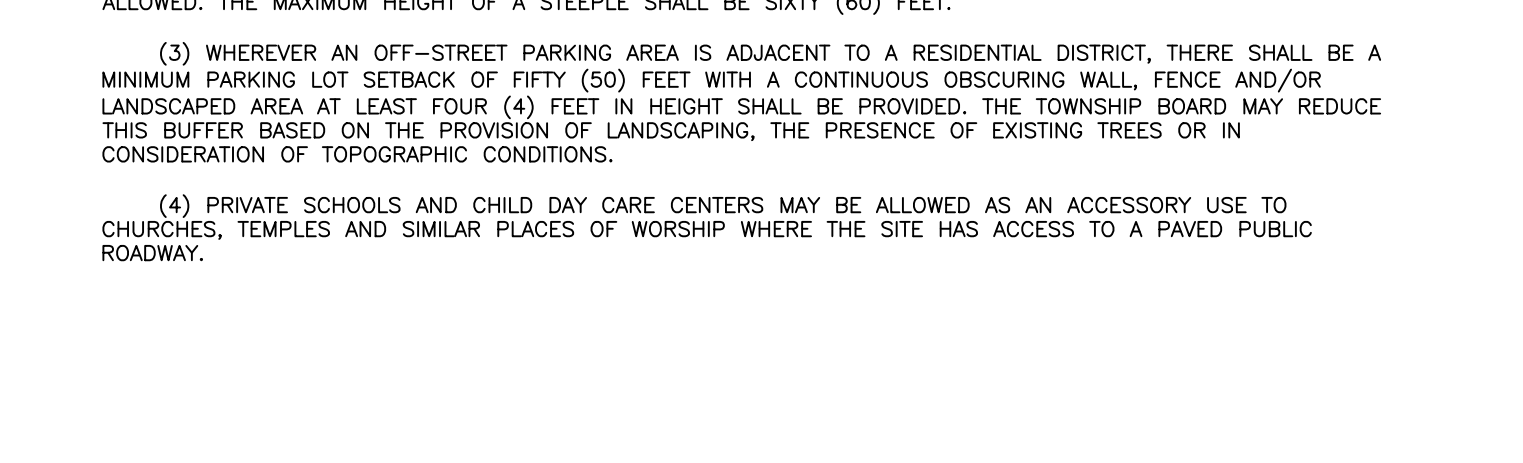 ALLOWED. THE MAXIMUM HEIGHT OF A STEEPLE SHALL BE SIXTY (60) FEET.
(3) WHEREVER AN OFF-STREET PARKING AREA IS ADJACENT TO A RESIDENTIAL DISTRICT, THERE SHALL BE A
MINIMUM PARKING LOT SETBACK OF FIFTY (50) FEET WITH A CONTINUOUS OBSCURING WALL, FENCE AND/OR
LANDSCAPED AREA AT LEAST FOUR (4) FEET IN HEIGHT SHALL BE PROVIDED. THE TOWNSHIP BOARD MAY REDUCE
THIS BUFFER BASED ON THE PROVISION OF LANDSCAPING, THE PRESENCE OF EXISTING TREES OR IN
CONSIDERATION OF TOPOGRAPHIC CONDITIONS.
(4) PRIVATE SCHOOLS AND CHILD DAY CARE CENTERS MAY BE ALLOWED AS AN ACCESSORY USE TO
CHURCHES, TEMPLES AND SIMILAR PLACES OF WORSHIP WHERE THE SITE HAS ACCESS TO A PAVED PUBLIC
ROADWAY.